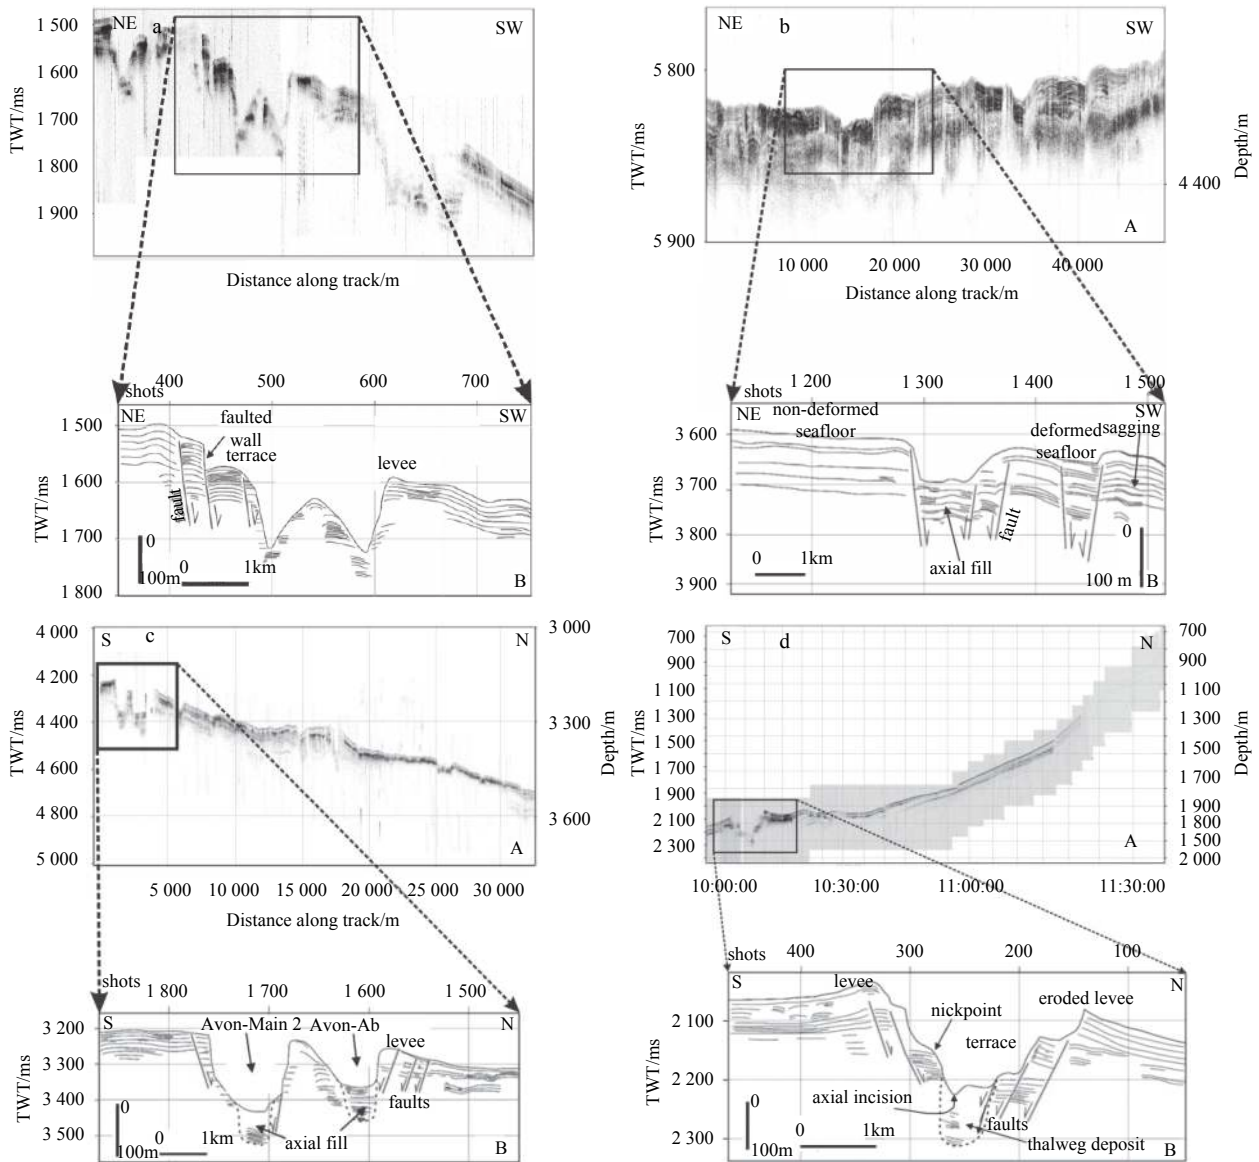 NE a SW
1 500
1 600
1 700
1 800
1 900
TWT/ms
Distance along track/m
NE b SW
5 800
5 900
TWT/ms
4 400
Depth/m
A
10 000 20 000 30 000 40 000
Distance along track/m
shots 400 500 600 700
NE faulted SW
wall
terrace
levee
fault
1 500
1 600
1 700
1 800
TWT/ms
0
100m
0 1km
B
shots 1 200 1 300 1 400 1 500
NE non-deformed SW
seafloor
deformed
seafloor
sagging
3 600
3 700
3 800
3 900
TWT/ms
fault
axial fill
0 1km
0
100 m
B
S c N
4 000
4 200
4 400
4 600
4 800
5 000
TWT/ms
3 000
3 300
3 600
Depth/m
A
5 000 10 000 15 000 20 000 25 000 30 000
Distance along track/m
S d N
700
900
1 100
1 300
1 500
1 700
1 900
2 100
2 300
TWT/ms
700
900
1 100
1 300
1 500
1 700
1 900
1 800
1 500
2 000
Depth/m
A
10:00:00 10:30:00 11:00:00 11:30:00
shots 1 800 1 700 1 600 1 500
S Avon-Main 2 Avon-Ab N
levee
3 200
3 300
3 400
3 500
TWT/ms
faults
axial fill
0
100m
0 1km
B
shots 400 300 200 100
S levee N
eroded levee
nickpoint
terrace
2 100
2 200
2 300
TWT/ms
axial incision
faults
thalweg deposit
0
100m
0 1km
B